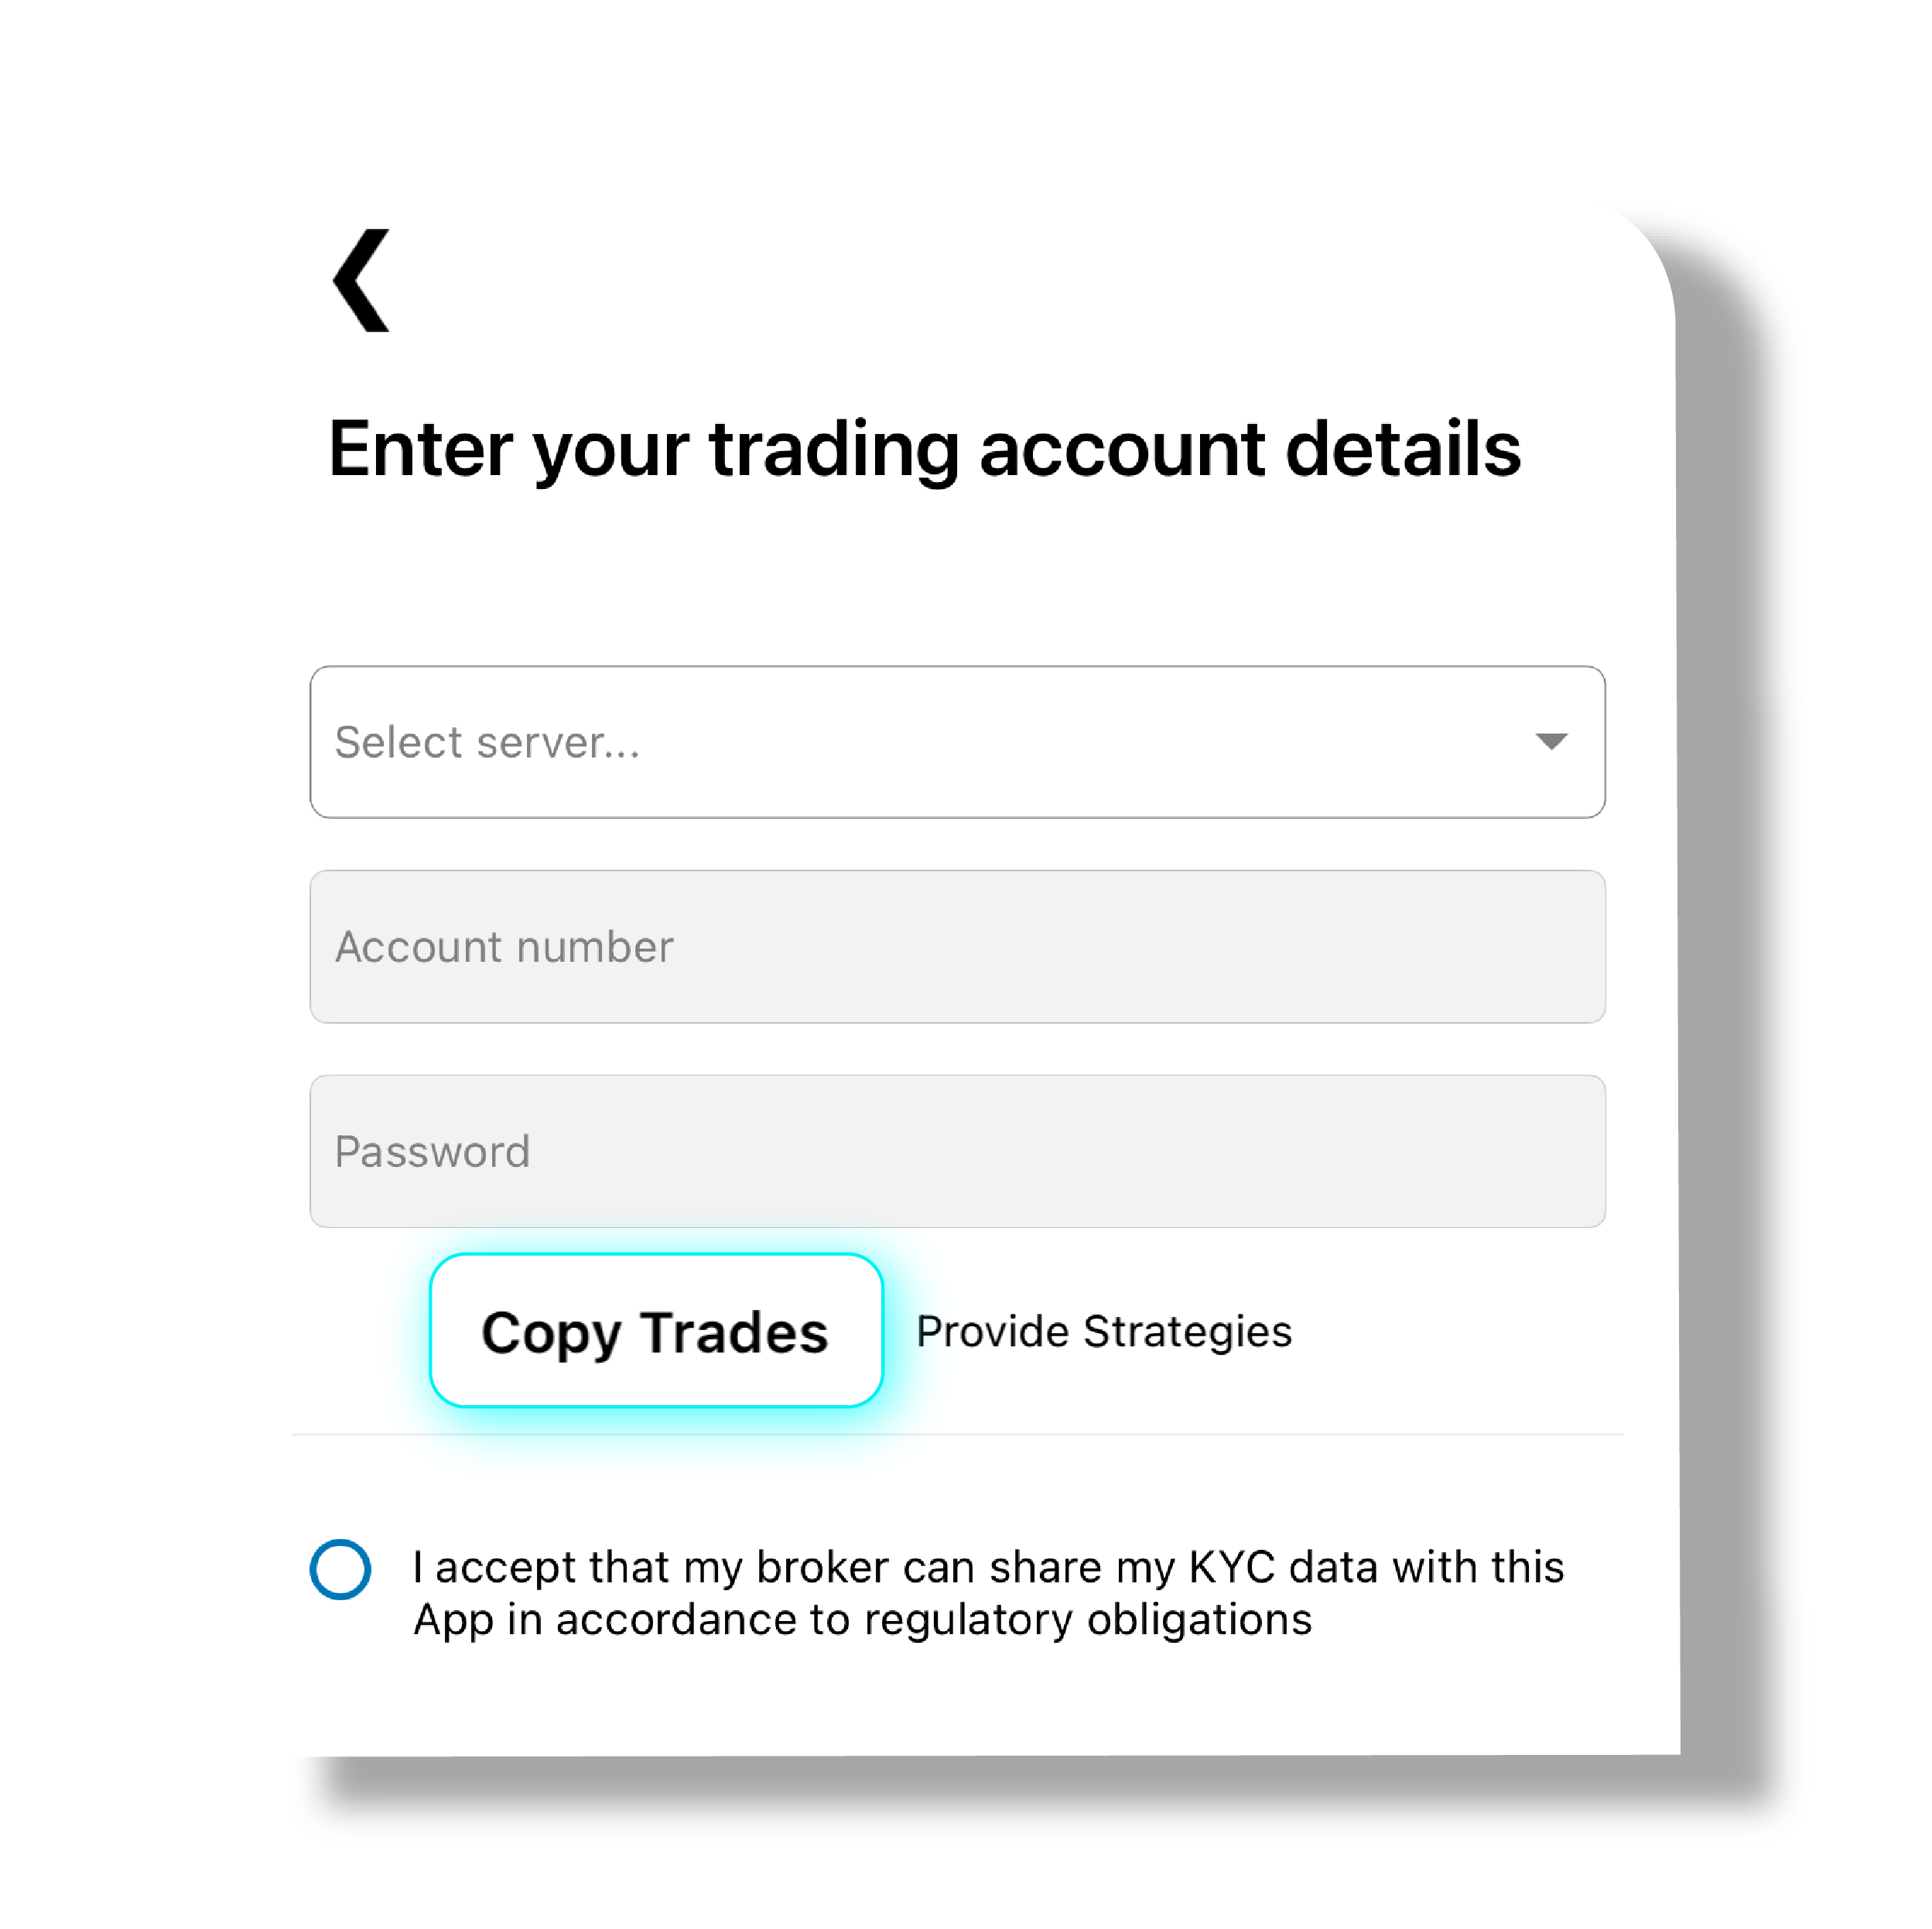 Enter your trading account details
Select server...
Account number
Password
Copy Trades Provide Strategies
I accept that my broker can share my KYC data with this
App in accordance to regulatory obligations